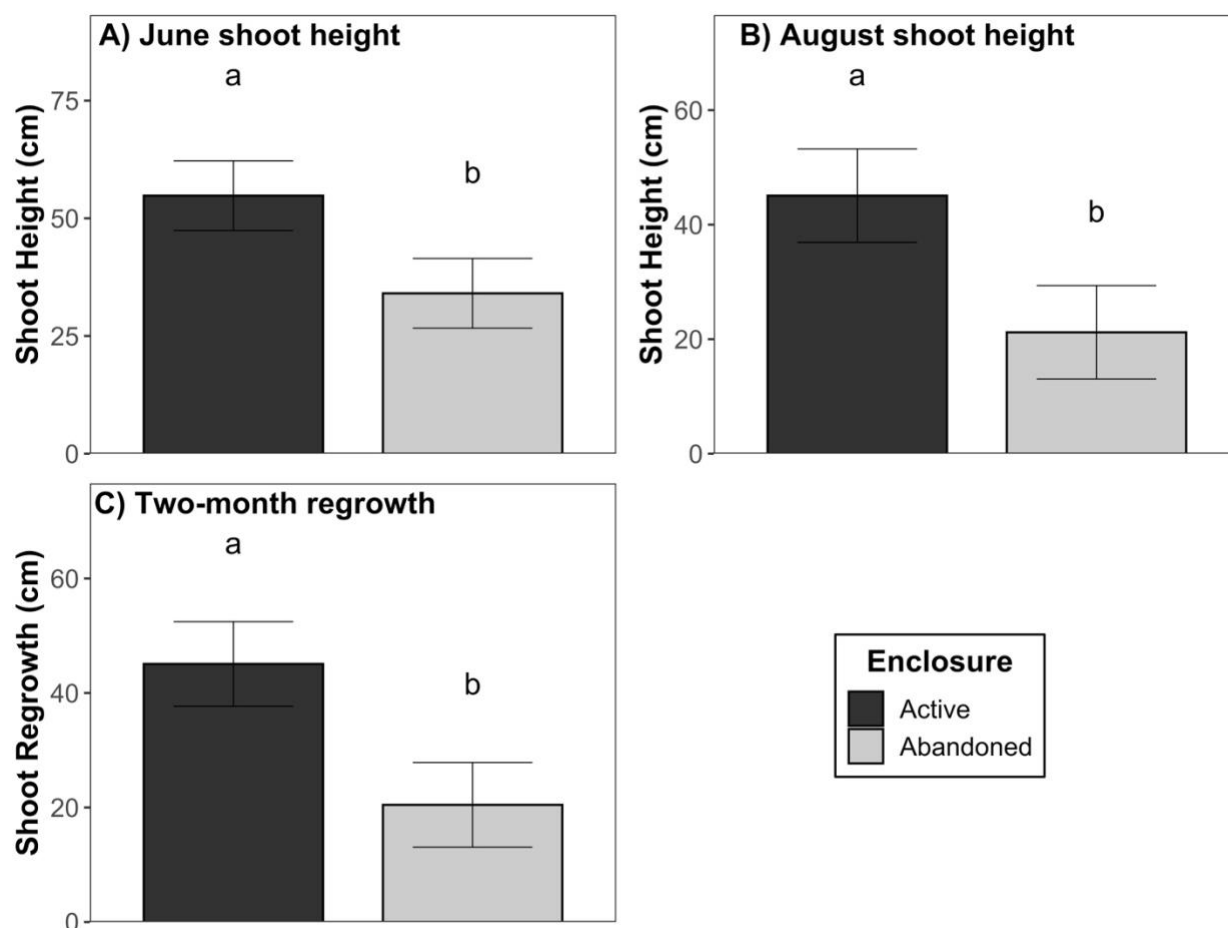 A) June shoot height
a
b
Shoot Height (cm)
75
50
25
0
B) August shoot height
a
b
Shoot Height (cm)
60
40
20
0
C) Two-month regrowth
a
b
Shoot Regrowth (cm)
60
40
20
0
Enclosure
Active
Abandoned